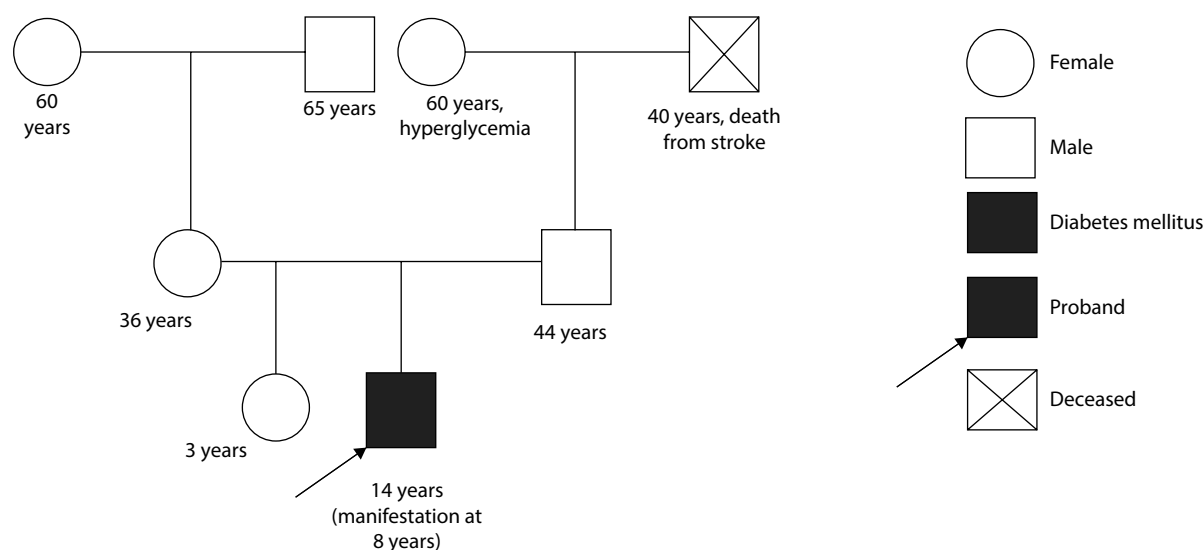 60
years
65 years
60 years,
hyperglycemia
40 years, death
from stroke
36 years
44 years
3 years
14 years
(manifestation at
8 years)
Female
Male
Diabetes mellitus
Proband
Deceased